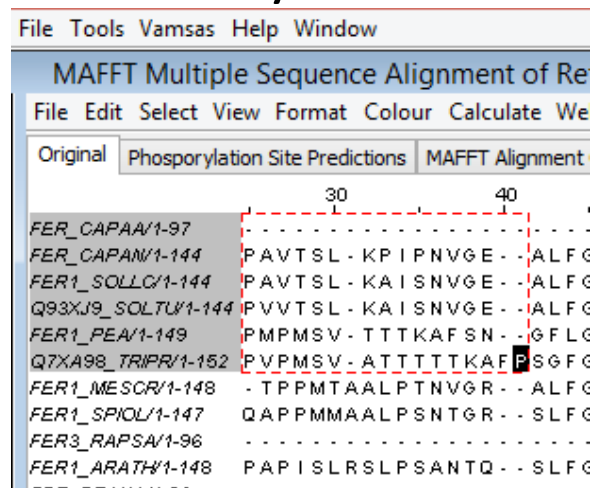 File Tools Vamsas Help Window
MAFFT Multiple Sequence Alignment of Re
File Edit Select View Format Colour Calculate We
Original Phosporylation Site Predictions MAFFT Alignment
30 40
FER_CAPAA/1-97 - - - - - - - - - - - - - - - - - - - -
FER_CAPAN/1-144 PAVTSL-KPIPNVGE--ALFG
FER1_SOLLC/1-144 PAVTSL-KAISNVGE--ALFG
Q93XJ9_SOLTU/1-144 PVVTSL-KAISNVGE--ALFG
FER1_PEA/1-149 PMPMSV-TTTKAFSN--GFLG
Q7XA98_TRIPR/1-152 PVPMSV-ATTTTTKAFPSGFG
FER1_MESCR/1-148 -TPPMTAALPTNVGR--ALFG
FER1_SPIOL/1-147 QAPPMMAALPSNTGR--SLFG
FER3_RAPSA/1-96 - - - - - - - - - - - - - - - - - - - -
FER1_ARATH/1-148 PAPISLRSLPSANTQ--SLFG